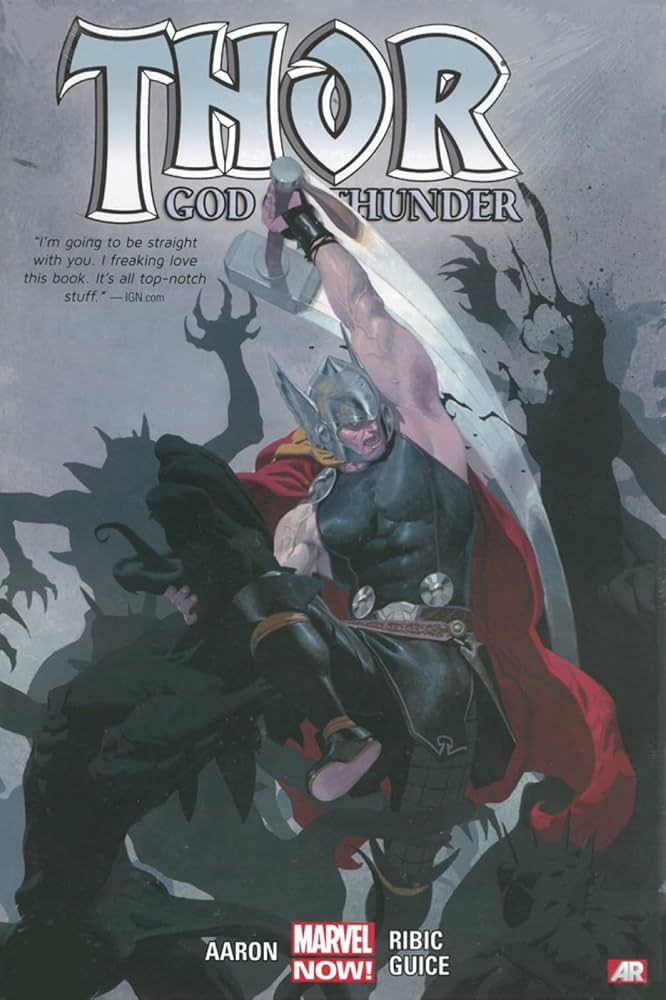 THOR
GOD THUNDER
"I'm going to be straight
with you. I freaking love
this book. It's all top-notch
stuff." — IGN.com
AARON
MARVEL
NOW!
RIBIC
GUICE
AR